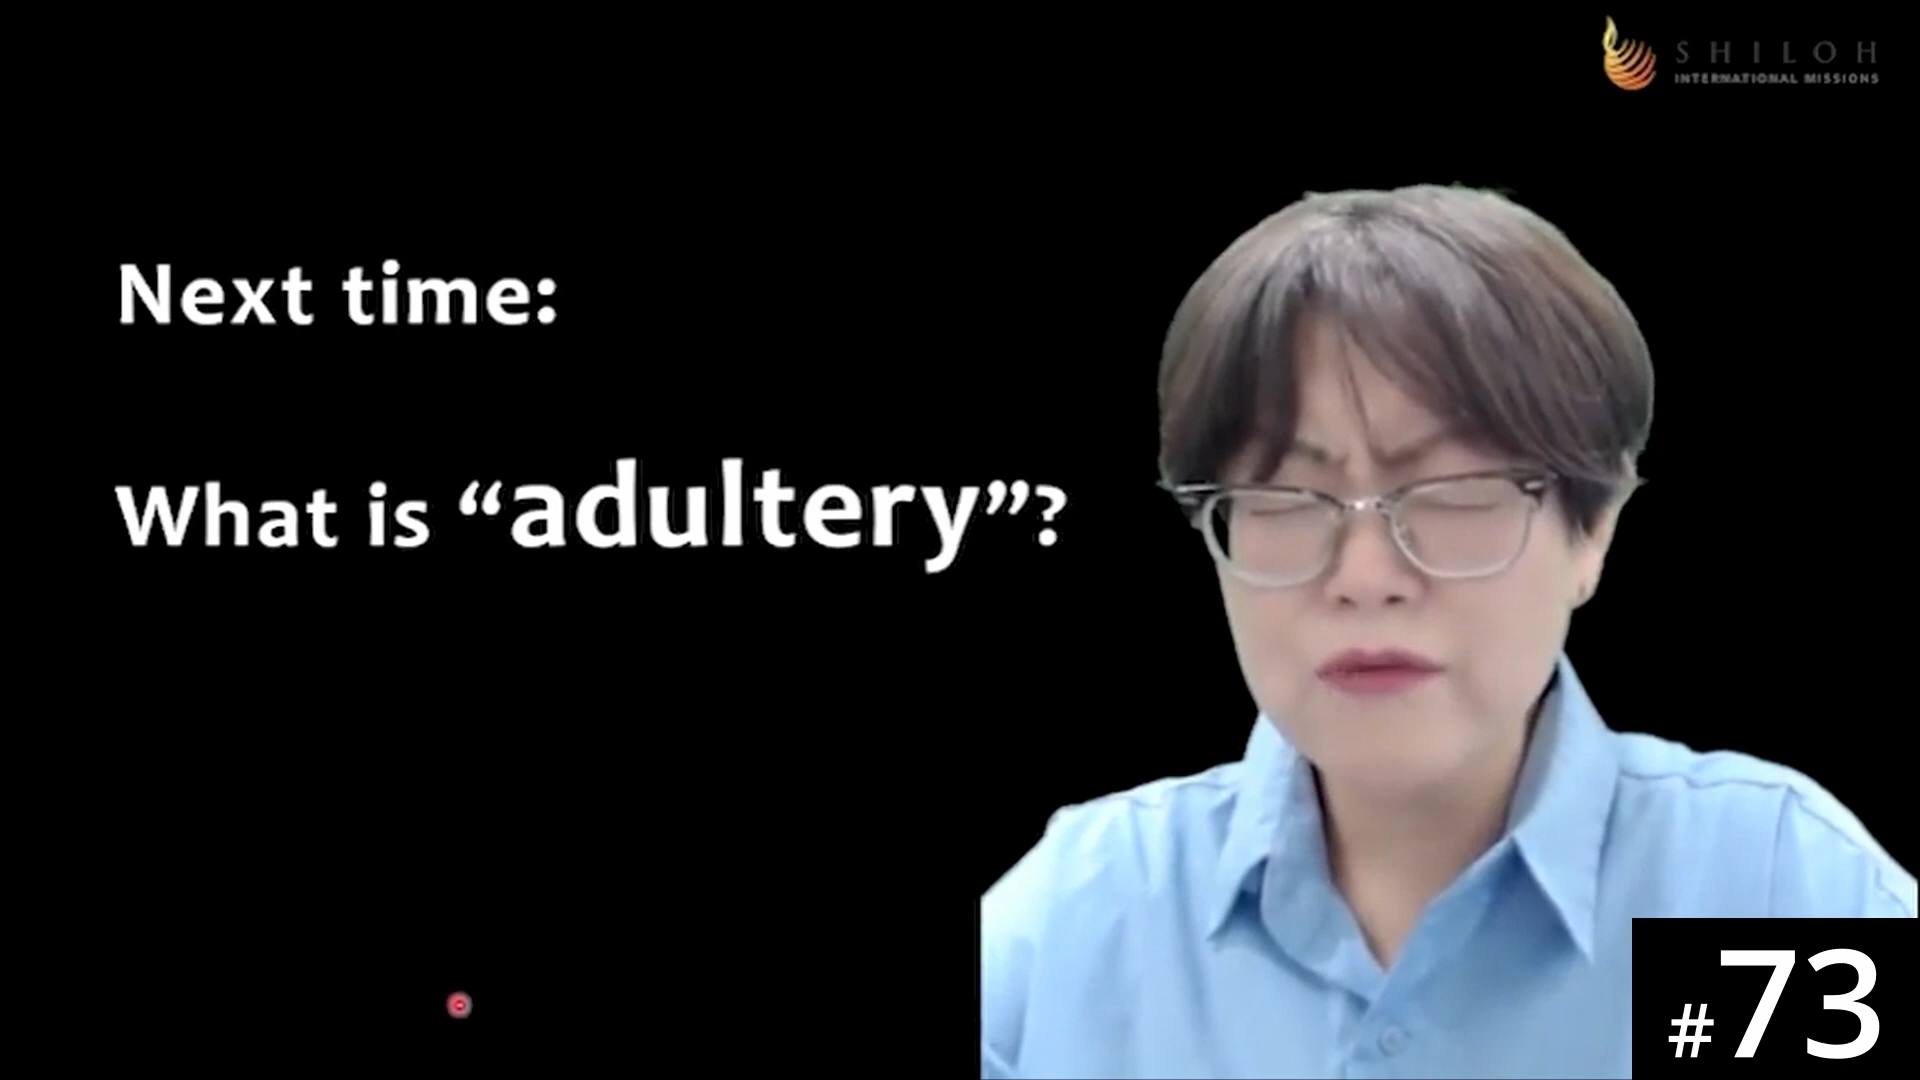 SHILOH
INTERNATIONAL MISSIONS
Next time:
What is “adultery”?
#73